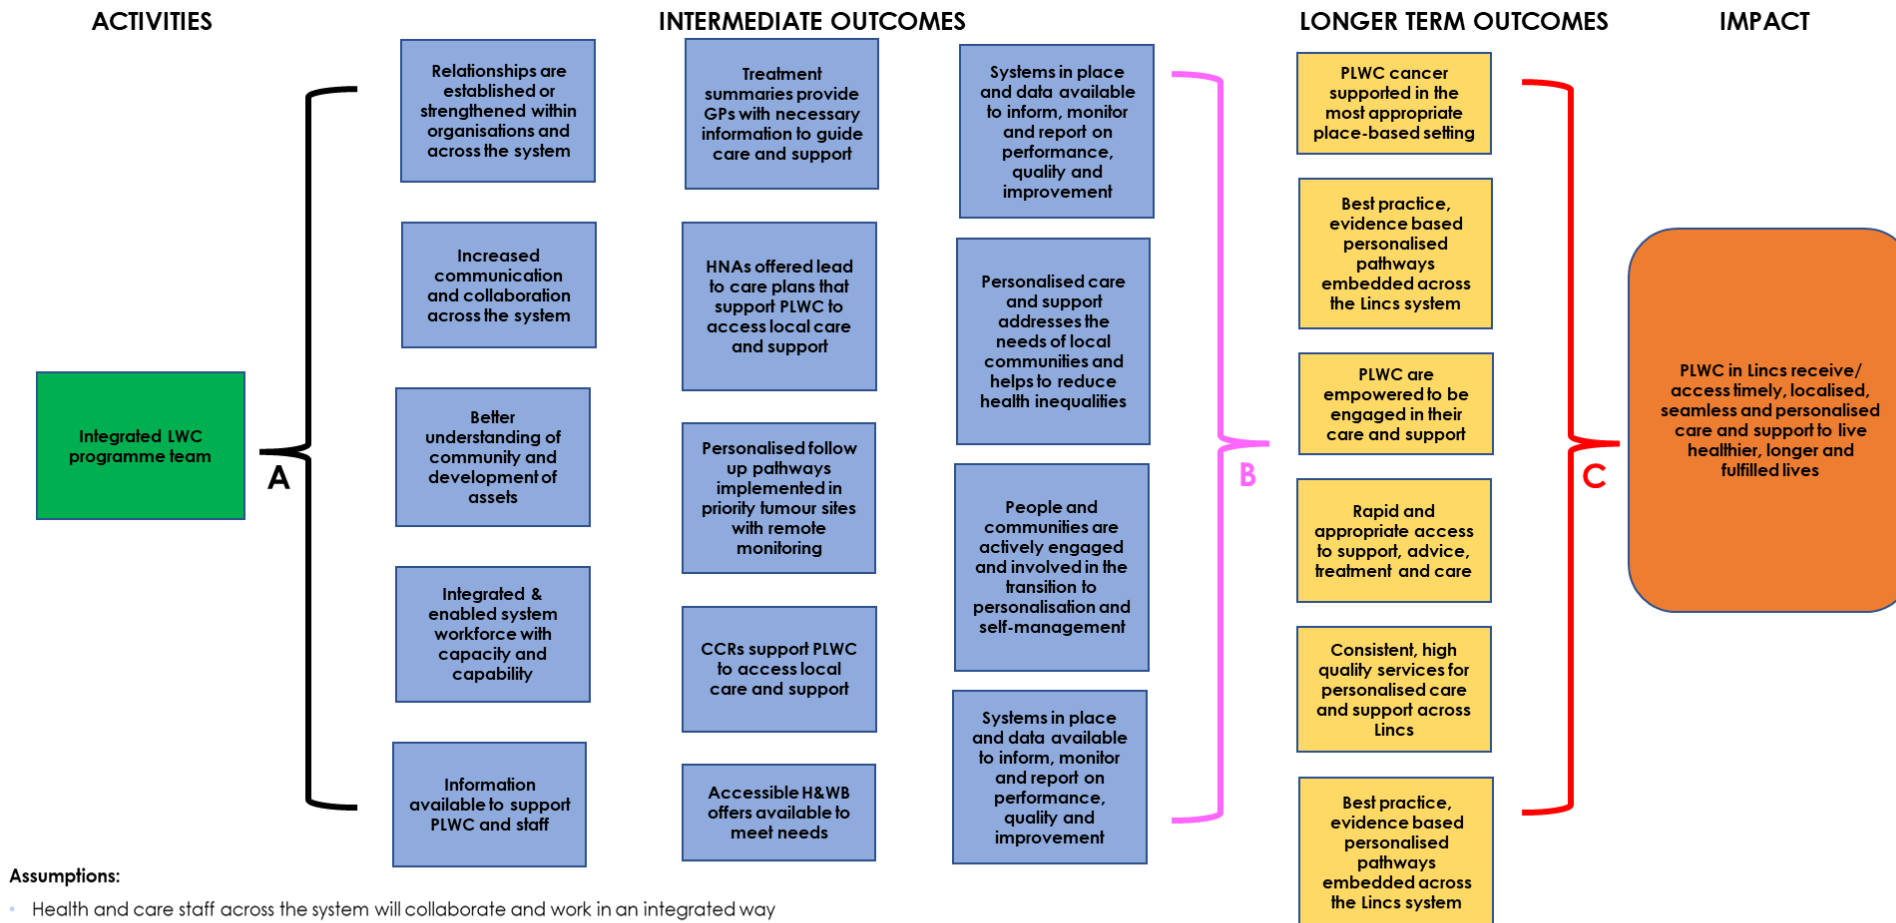 ACTIVITIES
INTERMEDIATE OUTCOMES
LONGER TERM OUTCOMES
IMPACT
Integrated LWC
programme team
A
Relationships are
established or
strengthened within
organisations and
across the system
Increased
communication
and collaboration
across the system
Better
understanding of
community and
development of
assets
Integrated &
enabled system
workforce with
capacity and
capability
Information
available to support
PLWC and staff
Treatment
summaries provide
GPs with necessary
information to guide
care and support
HNAs offered lead
to care plans that
support PLWC to
access local care
and support
Personalised follow
up pathways
implemented in
priority tumour sites
with remote
monitoring
CCRs support PLWC
to access local
care and support
Accessible H&WB
offers available to
meet needs
Systems in place
and data available
to inform, monitor
and report on
performance,
quality and
improvement
Personalised care
and support
addresses the
needs of local
communities and
helps to reduce
health inequalities
People and
communities are
actively engaged
and involved in the
transition to
personalisation and
self-management
Systems in place
and data available
to inform, monitor
and report on
performance,
quality and
improvement
B
PLWC cancer
supported in the
most appropriate
place-based setting
Best practice,
evidence based
personalised
pathways
embedded across
the Lincs system
PLWC are
empowered to be
engaged in their
care and support
Rapid and
appropriate access
to support, advice,
treatment and care
Consistent, high
quality services for
personalised care
and support across
Lincs
Best practice,
evidence based
personalised
pathways
embedded across
the Lincs system
C
PLWC in Lincs receive/
access timely, localised,
seamless and personalised
care and support to live
healthier, longer and
fulfilled lives
Assumptions:
• Health and care staff across the system will collaborate and work in an integrated way